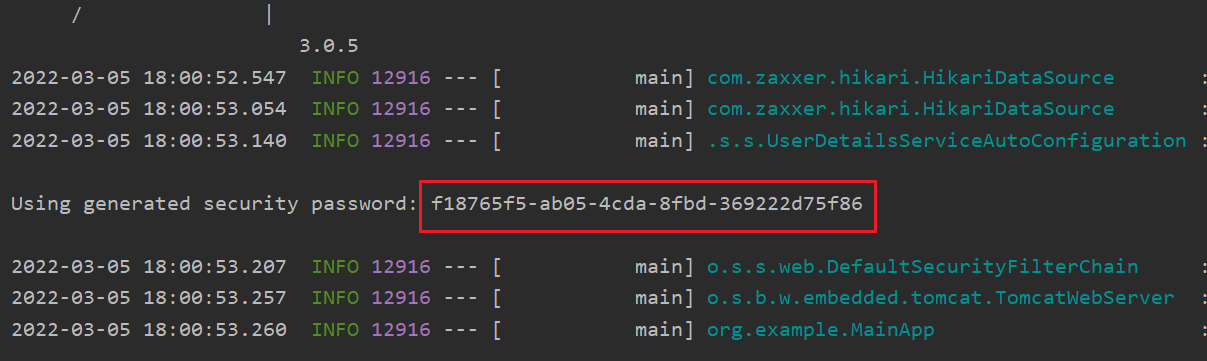 / |
3.0.5
2022-03-05 18:00:52.547 INFO 12916 --- [ main] com.zaxxer.hikari.HikariDataSource :
2022-03-05 18:00:53.054 INFO 12916 --- [ main] com.zaxxer.hikari.HikariDataSource :
2022-03-05 18:00:53.140 INFO 12916 --- [ main] .s.s.UserDetailsServiceAutoConfiguration :
Using generated security password: f18765f5-ab05-4cda-8fbd-369222d75f86
2022-03-05 18:00:53.207 INFO 12916 --- [ main] o.s.s.web.DefaultSecurityFilterChain :
2022-03-05 18:00:53.257 INFO 12916 --- [ main] o.s.b.w.embedded.tomcat.TomcatWebServer :
2022-03-05 18:00:53.260 INFO 12916 --- [ main] org.example.MainApp :